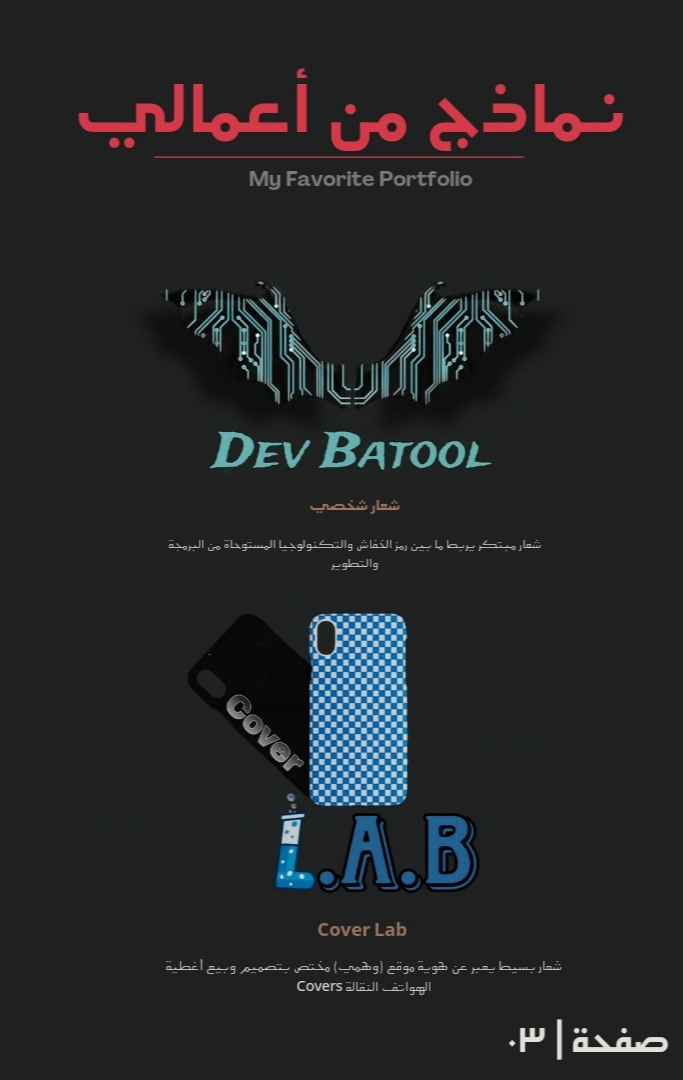 نماذج من أعمالي
My Favorite Portfolio
DEV BATOOL
شعار شخصي
شعار مبتكر يربط ما بين رمز الخفاش والتكنولوجيا المستوحاة من البرمجة
والتطوير
Cover
L.A.B
Cover Lab
شعار بسيط يعبر عن هوية موقع (وهمي) مختص بتصميم وبيع أغطية
الهواتف النقالة Covers
صفحة | ٠٣